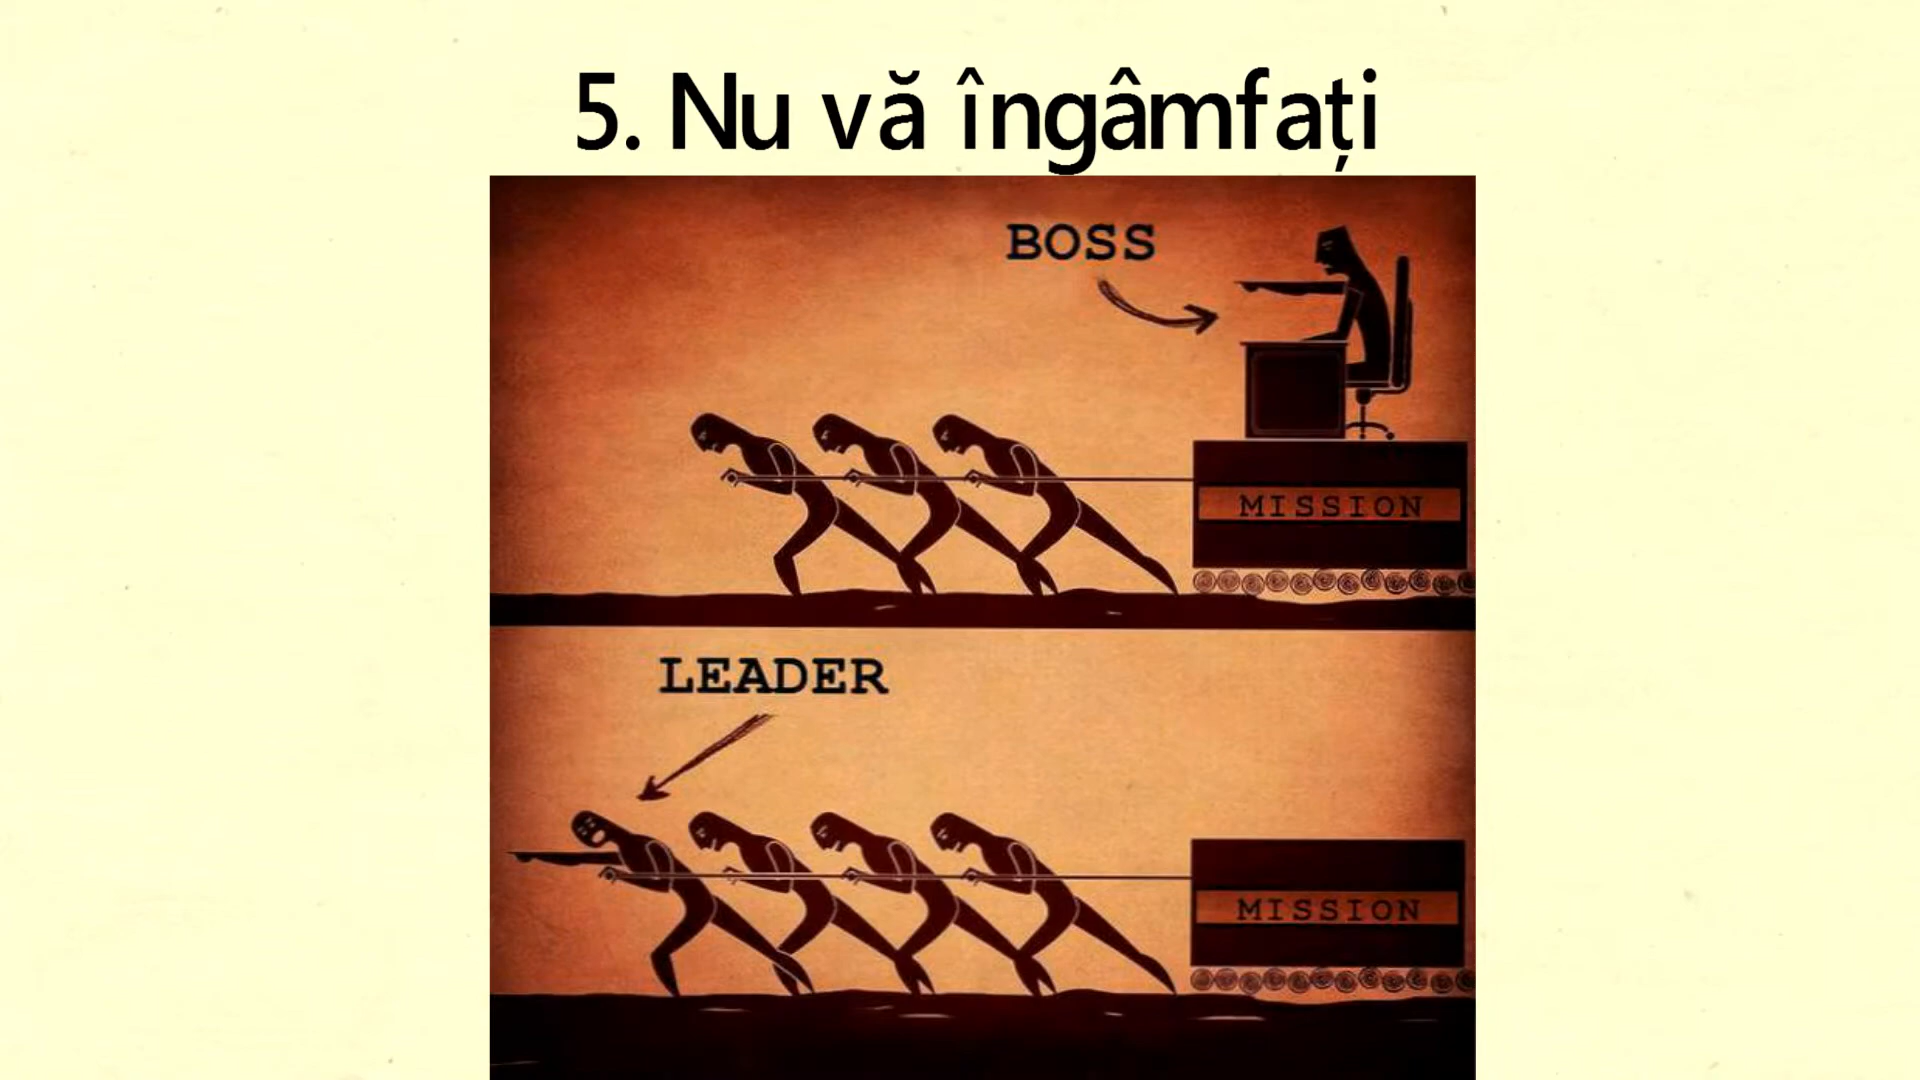 5. Nu vă îngâmfați
BOSS
MISSION
LEADER
MISSION